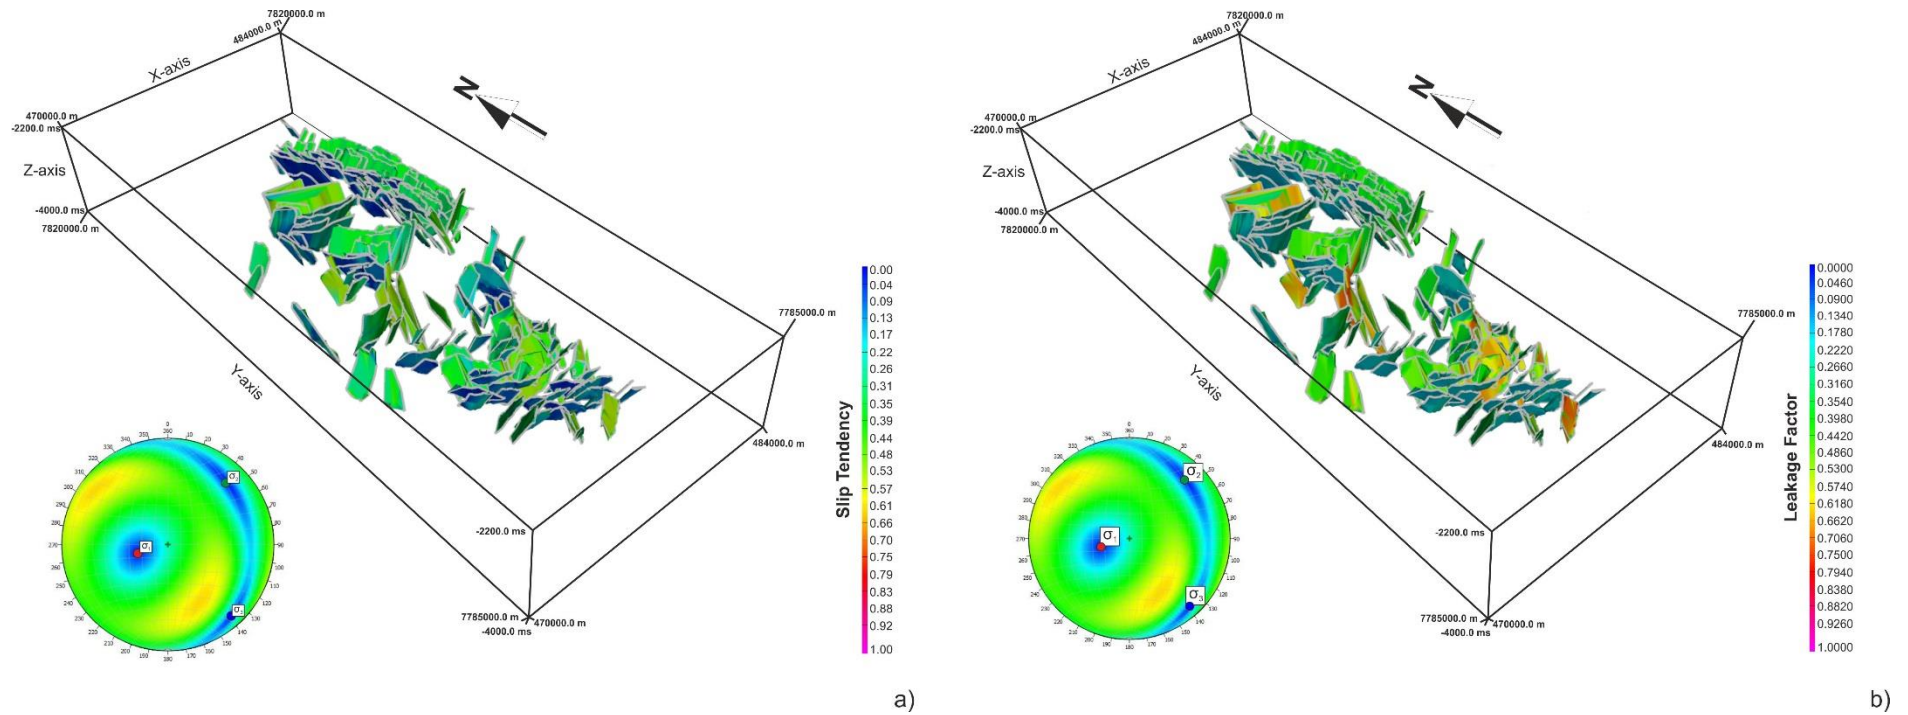 7820000.0 m
484000.0 m
X-axis
N
470000.0 m
-2200.0 ms
Z-axis
-4000.0 ms
7820000.0 m
Y-axis
7785000.0 m
484000.0 m
-2200.0 ms
7785000.0 m
470000.0 m
-4000.0 ms
Slip Tendency
0.00
0.04
0.09
0.13
0.17
0.22
0.26
0.31
0.35
0.39
0.44
0.48
0.53
0.57
0.61
0.66
0.70
0.75
0.79
0.83
0.88
0.92
1.00
σ₁
a)
7820000.0 m
484000.0 m
X-axis
N
470000.0 m
-2200.0 ms
Z-axis
-4000.0 ms
7820000.0 m
Y-axis
7785000.0 m
484000.0 m
-2200.0 ms
7785000.0 m
470000.0 m
-4000.0 ms
Leakage Factor
0.0000
0.0460
0.0900
0.1340
0.1780
0.2220
0.2660
0.3160
0.3540
0.3980
0.4420
0.4860
0.5300
0.5740
0.6180
0.6620
0.7060
0.7500
0.7940
0.8380
0.8820
0.9260
1.0000
σ₂
σ₁
σ₃
b)